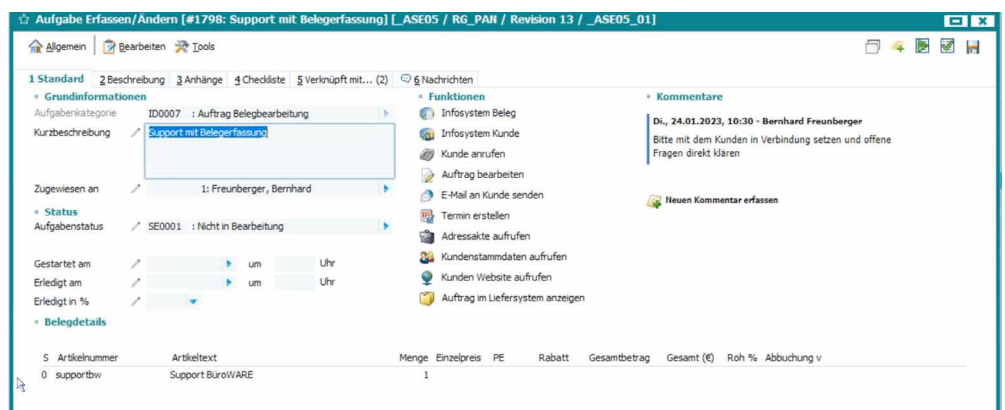 Aufgabe Erfassen/Ändern [#1798: Support mit Belegerfassung] [_ASE05 / RG_PAN / Revision 13 / _ASE05_01]
Allgemein Bearbeiten Tools
1 Standard 2 Beschreibung 3 Anhänge 4 Checkliste 5 Verknüpft mit... (2) 6 Nachrichten
Grundinformationen
Aufgabenkategorie ID0007 : Auftrag Belegbearbeitung
Kurzbeschreibung Support mit Belegerfassung
Zugewiesen an 1: Freunberger, Bernhard
Status
Aufgabenstatus SE0001 : Nicht in Bearbeitung
Gestartet am um Uhr
Erledigt am um Uhr
Erledigt in %
Funktionen
Infosystem Beleg
Infosystem Kunde
Kunde anrufen
Auftrag bearbeiten
E-Mail an Kunde senden
Termin erstellen
Adressakte aufrufen
Kundenstammdaten aufrufen
Kunden Website aufrufen
Auftrag im Liefersystem anzeigen
Kommentare
Di., 24.01.2023, 10:30 - Bernhard Freunberger
Bitte mit dem Kunden in Verbindung setzen und offene
Fragen direkt klären
Neuen Kommentar erfassen
Belegdetails
S Artikelnummer Artikeltext Menge Einzelpreis PE Rabatt Gesamtbetrag Gesamt (€) Roh % Abbuchung v
0 supportbw Support BüroWARE 1